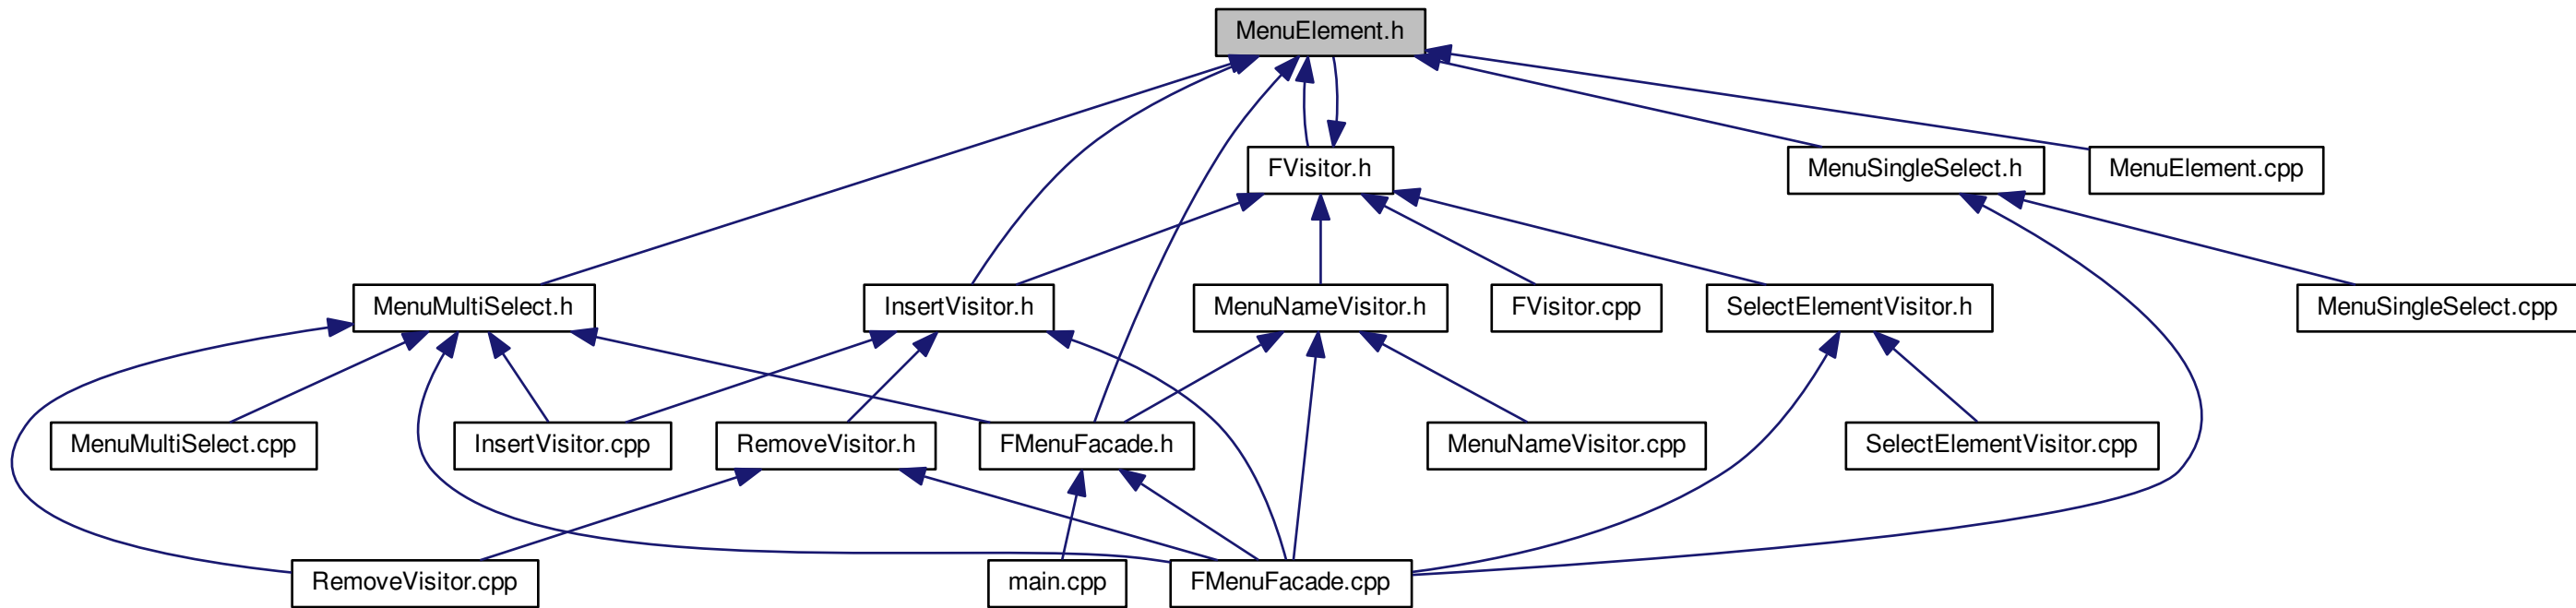 MenuElement.h
FVisitor.h
MenuSingleSelect.h
MenuElement.cpp
MenuMultiSelect.h
InsertVisitor.h
MenuNameVisitor.h
FVisitor.cpp
SelectElementVisitor.h
MenuSingleSelect.cpp
MenuMultiSelect.cpp
InsertVisitor.cpp
RemoveVisitor.h
FMenuFacade.h
MenuNameVisitor.cpp
SelectElementVisitor.cpp
RemoveVisitor.cpp
main.cpp
FMenuFacade.cpp